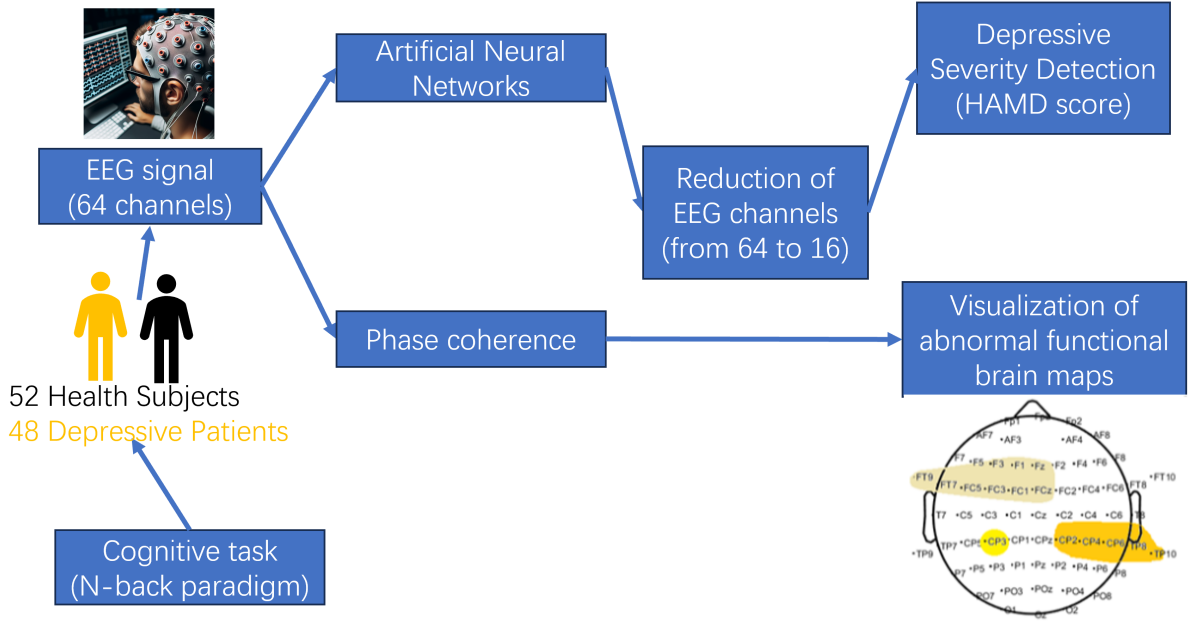 EEG signal
(64 channels)
52 Health Subjects
48 Depressive Patients
Cognitive task
(N-back paradigm)
Artificial Neural
Networks
Phase coherence
Reduction of
EEG channels
(from 64 to 16)
Depressive
Severity Detection
(HAMD score)
Visualization of
abnormal functional
brain maps
Fp1 Fp2
AF7 AF3 AF4 AF8
F7 F5 F3 F1 Fz F2 F4 F6 F8
FT9 FT7 FC5 FC3 FC1 FCz FC2 FC4 FC6 FT8 FT10
T7 C5 C3 C1 Cz C2 C4 C6 T8
TP9 TP7 CP3 CP1 CPz CP2 CP4 CP6 TP8 TP10
P7 P5 P3 P1 Pz P2 P4 P6 P8
PO7 PO3 POz PO4 PO8
O1 Oz O2